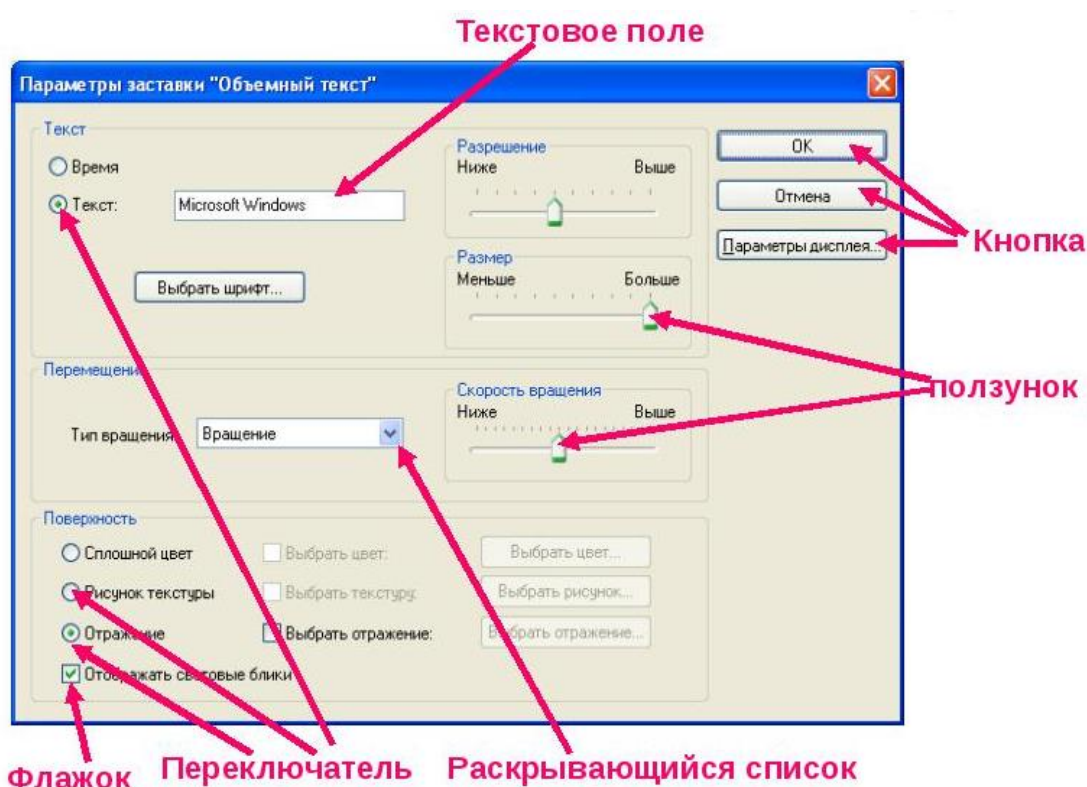 Текстовое поле
Параметры заставки "Объемный текст"
Текст
Время
Текст:
Microsoft Windows
Выбрать шрифт...
Разрешение
Ниже Выше
Размер
Меньше Больше
OK
Отмена
Параметры дисплея...
Кнопка
ползунок
Перемещение
Тип вращения:
Вращение
Скорость вращения
Ниже Выше
Поверхность
Сплошной цвет Выбрать цвет: Выбрать цвет...
Рисунок текстуры Выбрать текстуру: Выбрать рисунок...
Отражение Выбрать отражение: Выбрать отражение...
Отображать световые блики
Флажок Переключатель Раскрывающийся список